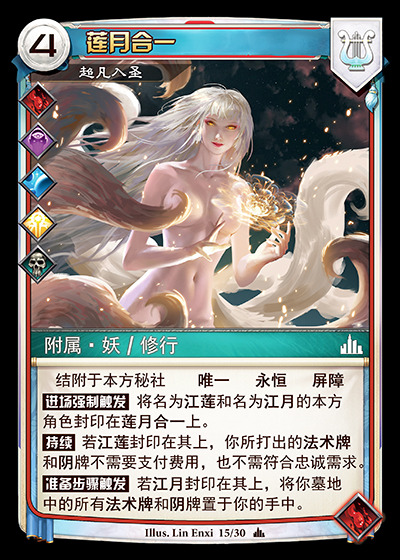 4
莲月合一
超凡入圣
附属·妖 / 修行
结附于本方秘社 唯一 永恒 屏障
进场强制触发 将名为江莲和名为江月的本方
角色封印在莲月合一上。
持续 若江莲封印在其上，你所打出的法术牌
和阴牌不需要支付费用，也不需符合忠诚需求。
准备步骤触发 若江月封印在其上，将你墓地
中的所有法术牌和阴牌置于你的手中。
Illus. Lin Enxi 15/30